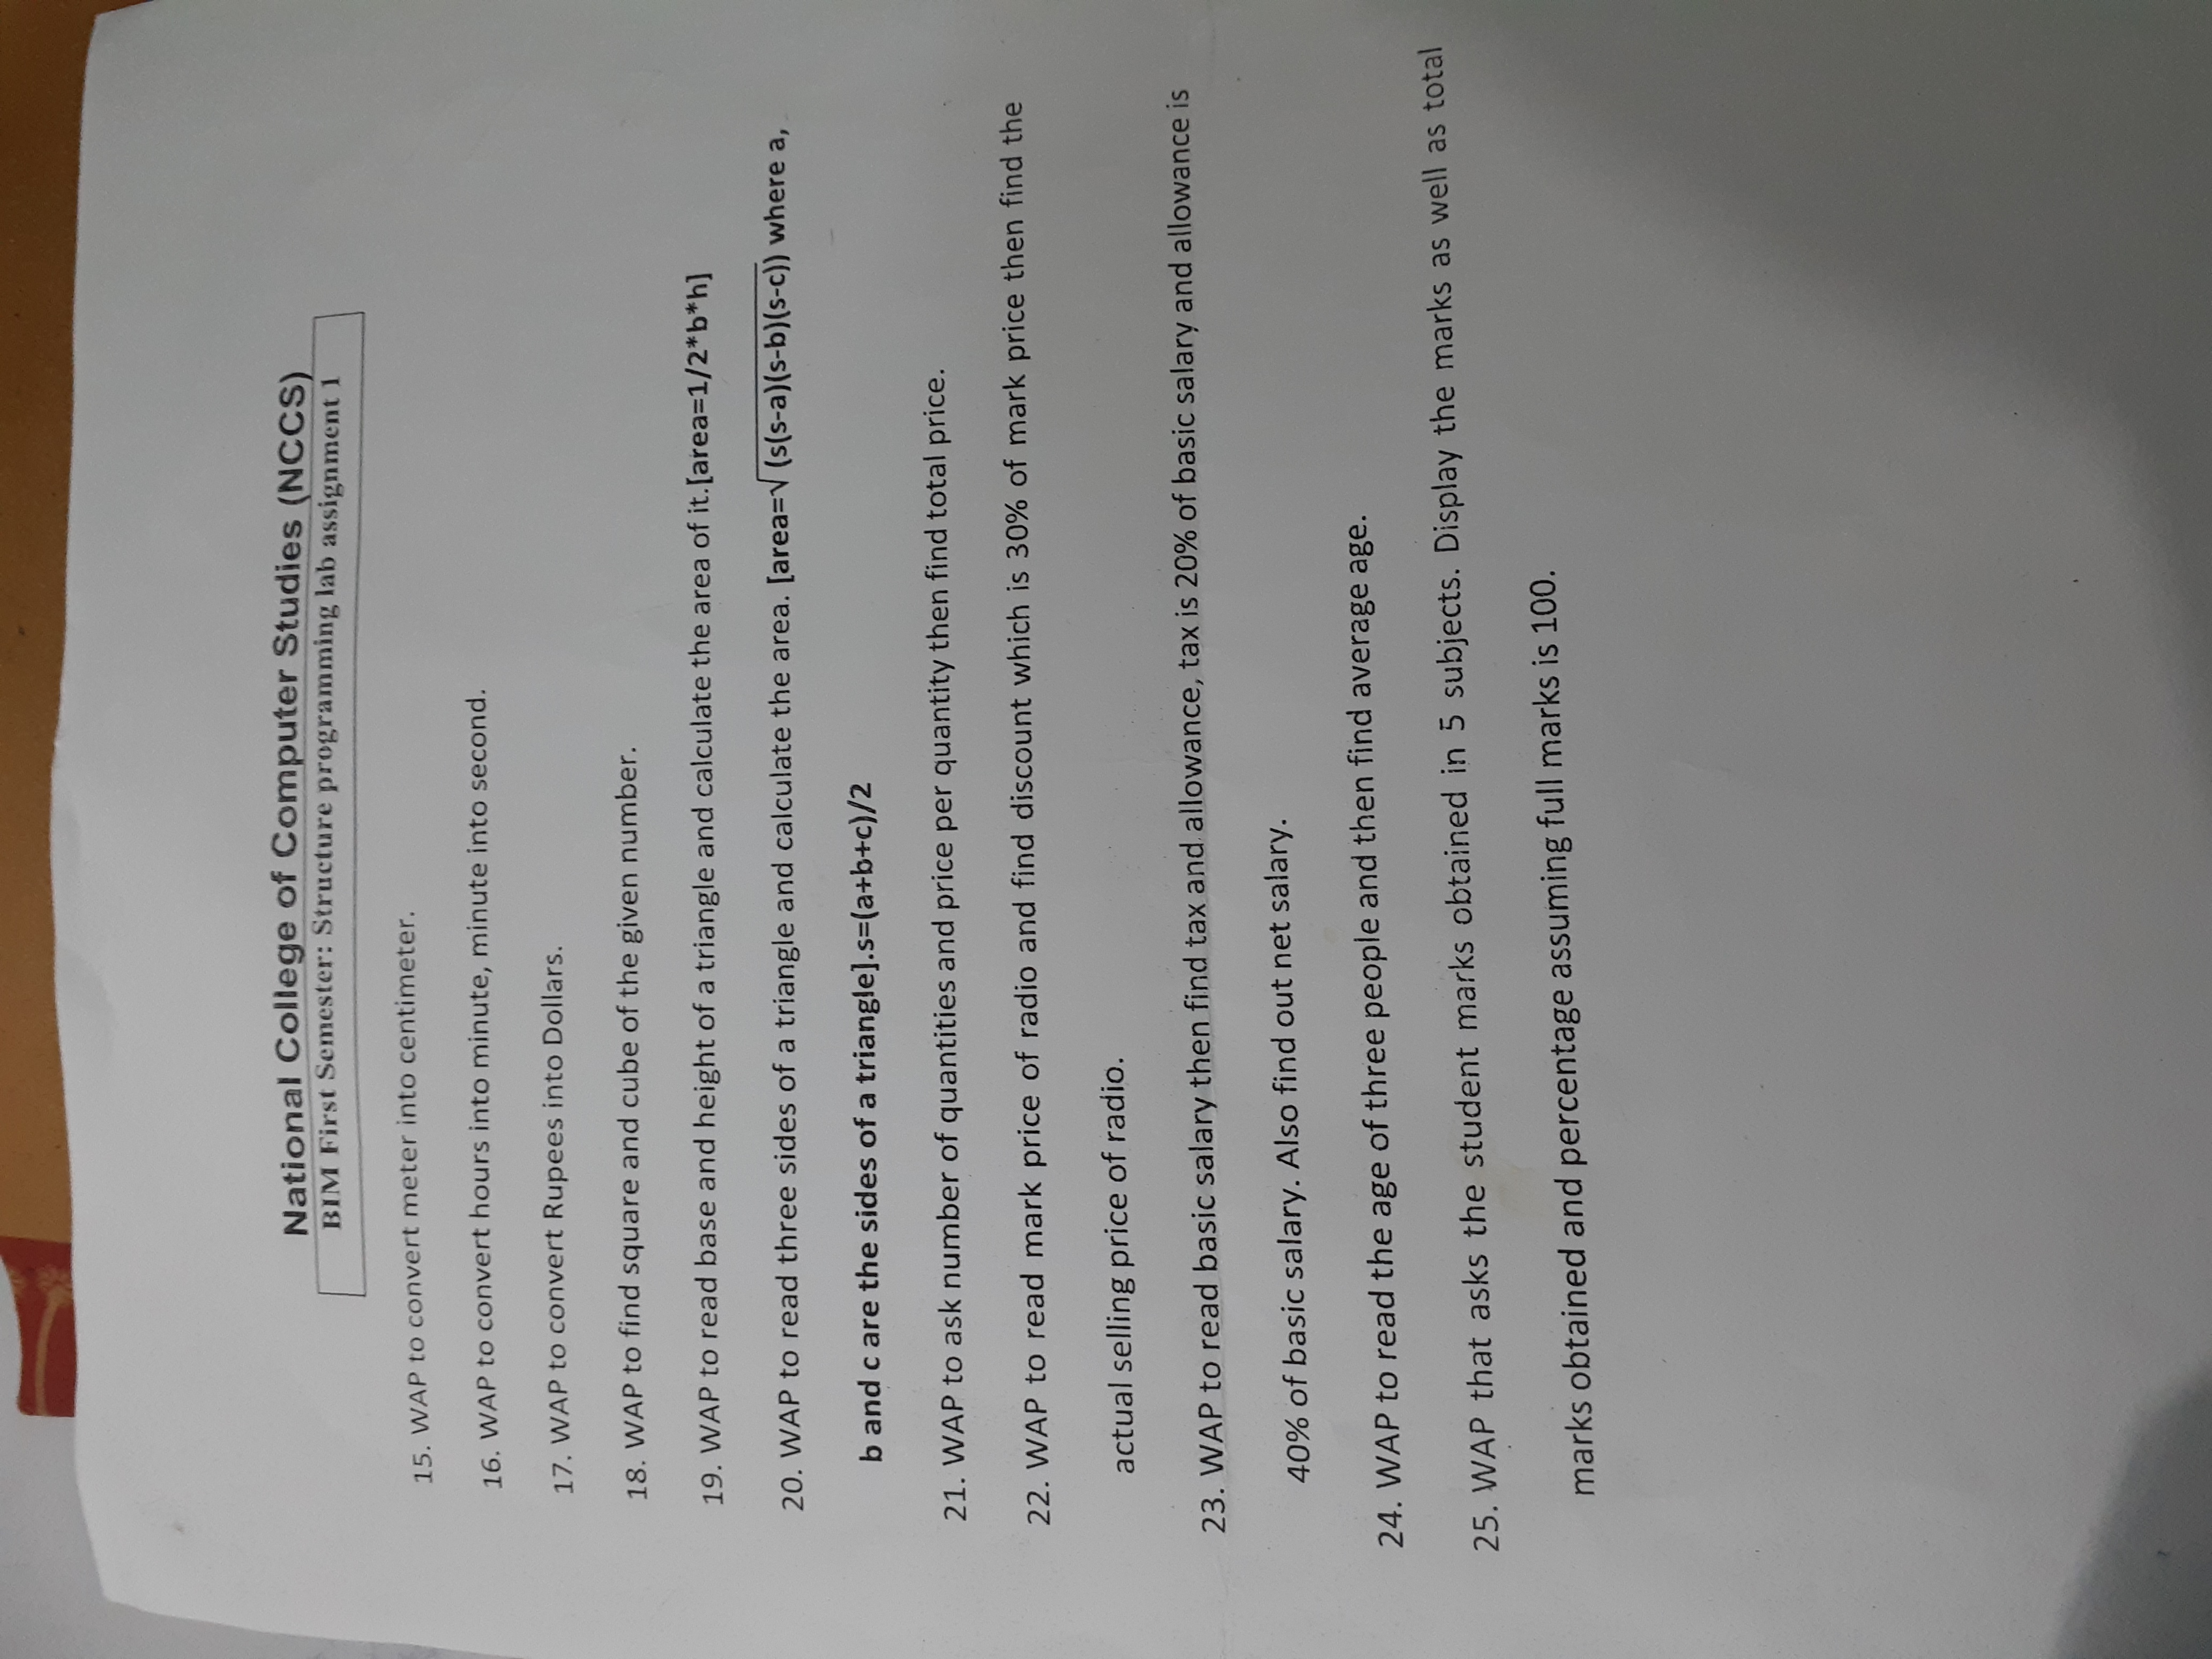 National College of Computer Studies (NCCS)
BIM First Semester: Structure programming lab assignment 1
15. WAP to convert meter into centimeter.
16. WAP to convert hours into minute, minute into second.
17. WAP to convert Rupees into Dollars.
18. WAP to find square and cube of the given number.
19. WAP to read base and height of a triangle and calculate the area of it.[area=1/2*b*h]
20. WAP to read three sides of a triangle and calculate the area. [area=√ (s(s-a)(s-b)(s-c)) where a,
b and c are the sides of a triangle].s=(a+b+c)/2
21. WAP to ask number of quantities and price per quantity then find total price.
22. WAP to read mark price of radio and find discount which is 30% of mark price then find the
actual selling price of radio.
23. WAP to read basic salary then find tax and allowance, tax is 20% of basic salary and allowance is
40% of basic salary. Also find out net salary.
24. WAP to read the age of three people and then find average age.
25. WAP that asks the student marks obtained in 5 subjects. Display the marks as well as total
marks obtained and percentage assuming full marks is 100.